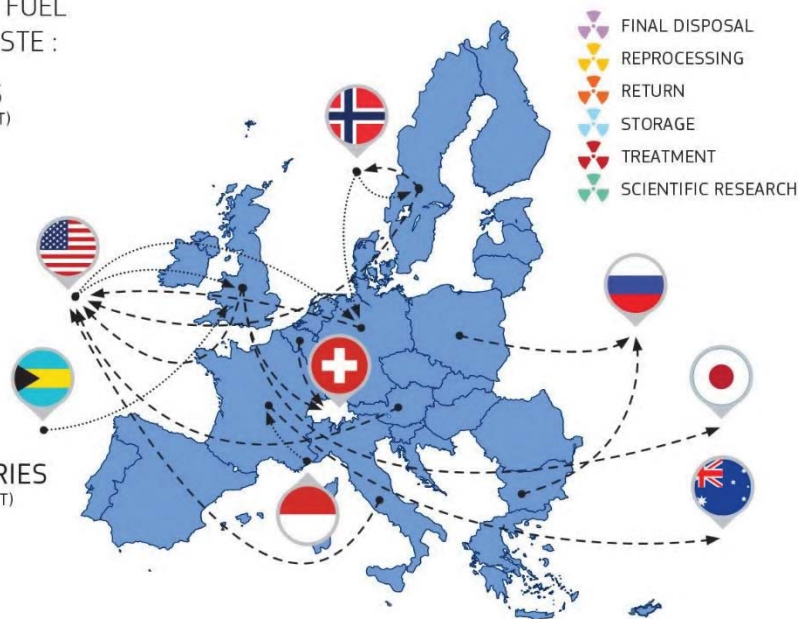 FUEL
STE :
S
T)
FINAL DISPOSAL
REPROCESSING
RETURN
STORAGE
TREATMENT
SCIENTIFIC RESEARCH
RIES
T)